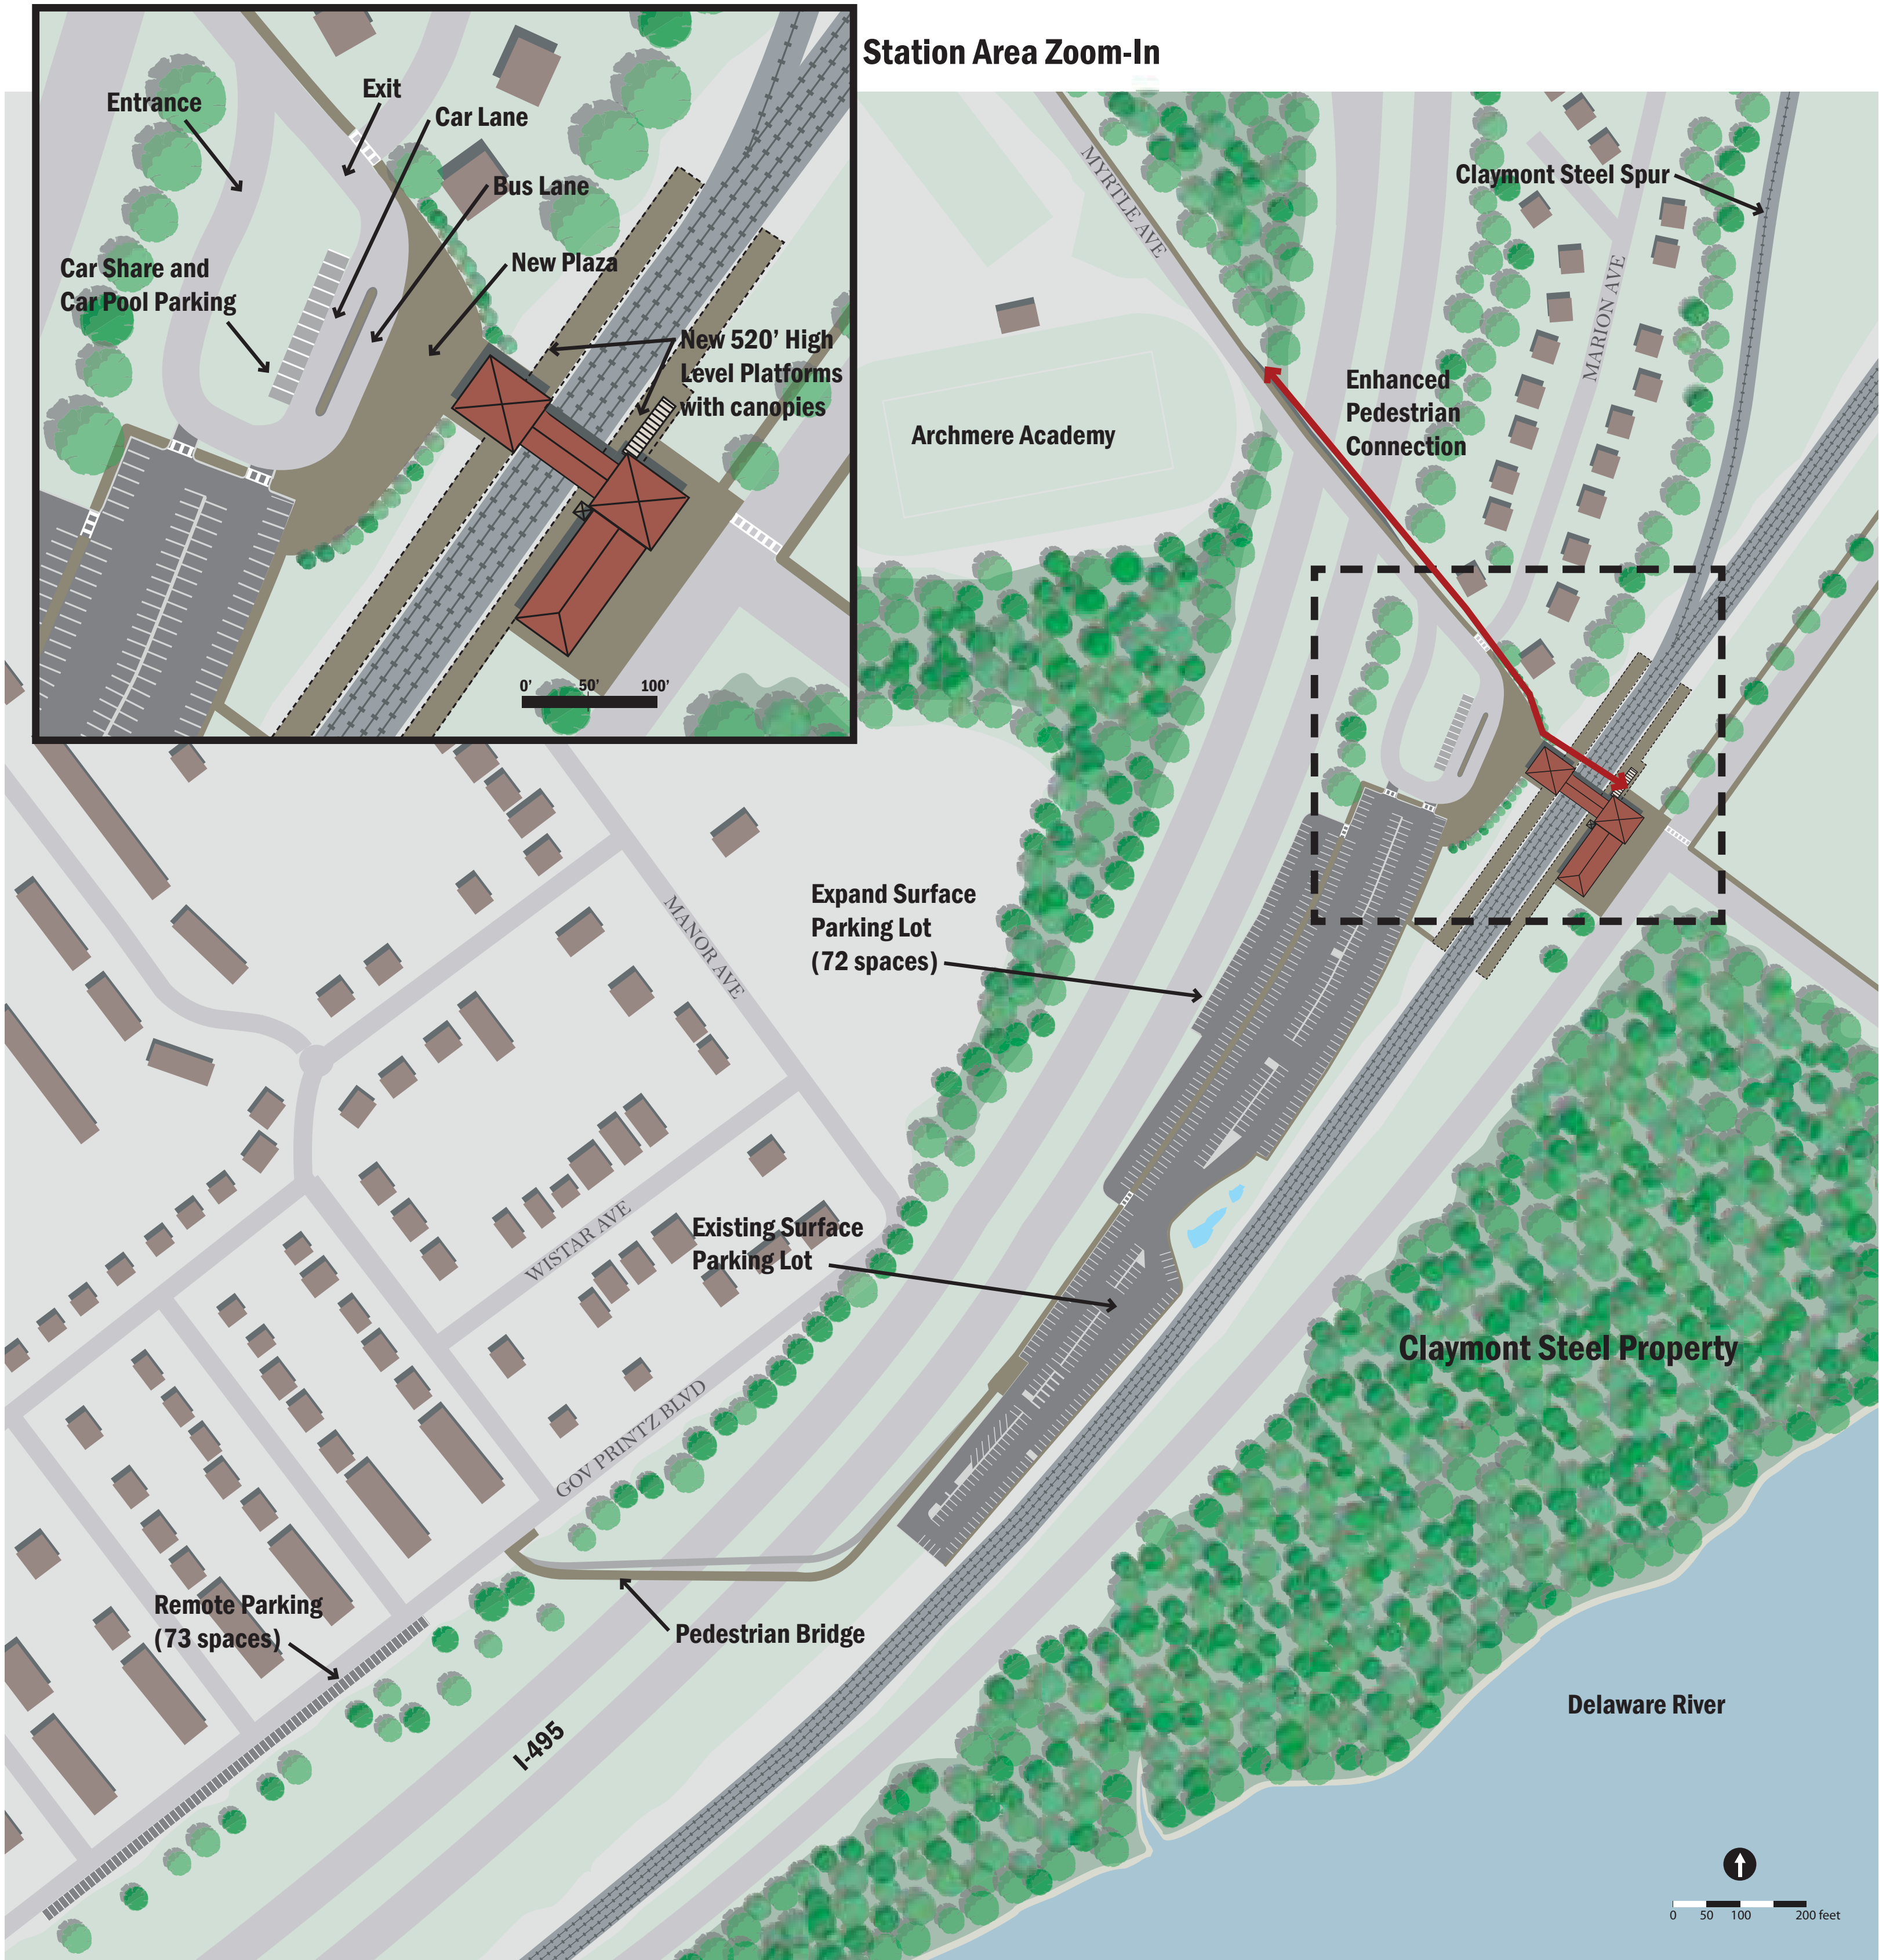 Station Area Zoom-In
Entrance
Exit
Car Lane
Bus Lane
New Plaza
Car Share and
Car Pool Parking
New 520’ High
Level Platforms
with canopies
0’ 50’ 100’
MYRTLE AVE
Claymont Steel Spur
MARION AVE
Enhanced
Pedestrian
Connection
Archmere Academy
Expand Surface
Parking Lot
(72 spaces)
MANOR AVE
WISTAR AVE
Existing Surface
Parking Lot
GOV PRINTZ BLVD
Claymont Steel Property
Remote Parking
(73 spaces)
Pedestrian Bridge
I-495
Delaware River
0 50 100 200 feet